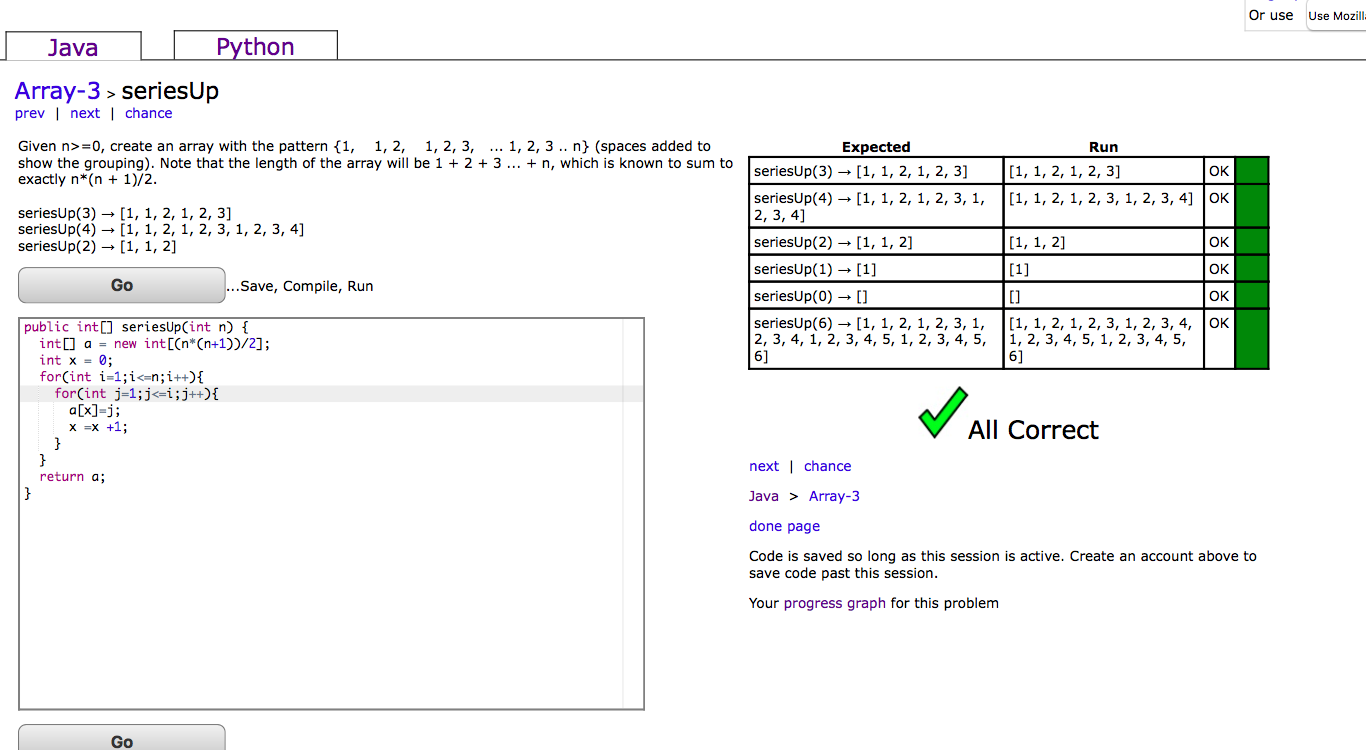 Or use Use Mozill
Java Python
Array-3 > seriesUp
prev | next | chance
Given n>=0, create an array with the pattern {1,    1, 2,    1, 2, 3,   ... 1, 2, 3 .. n} (spaces added to
show the grouping). Note that the length of the array will be 1 + 2 + 3 ... + n, which is known to sum to
exactly n*(n + 1)/2.
seriesUp(3) → [1, 1, 2, 1, 2, 3]
seriesUp(4) → [1, 1, 2, 1, 2, 3, 1, 2, 3, 4]
seriesUp(2) → [1, 1, 2]
Go ...Save, Compile, Run
public int[] seriesUp(int n) {
  int[] a = new int[(n*(n+1))/2];
  int x = 0;
  for(int i=1;i<=n;i++){
    for(int j=1;j<=i;j++){
      a[x]=j;
      x =x +1;
    }
  }
  return a;
}
Go
Expected Run
seriesUp(3) → [1, 1, 2, 1, 2, 3] [1, 1, 2, 1, 2, 3] OK
seriesUp(4) → [1, 1, 2, 1, 2, 3, 1, [1, 1, 2, 1, 2, 3, 1, 2, 3, 4] OK
2, 3, 4]
seriesUp(2) → [1, 1, 2] [1, 1, 2] OK
seriesUp(1) → [1] [1] OK
seriesUp(0) → [] [] OK
seriesUp(6) → [1, 1, 2, 1, 2, 3, 1, [1, 1, 2, 1, 2, 3, 1, 2, 3, 4, OK
2, 3, 4, 1, 2, 3, 4, 5, 1, 2, 3, 4, 5, 1, 2, 3, 4, 5, 1, 2, 3, 4, 5,
6] 6]
All Correct
next | chance
Java > Array-3
done page
Code is saved so long as this session is active. Create an account above to
save code past this session.
Your progress graph for this problem